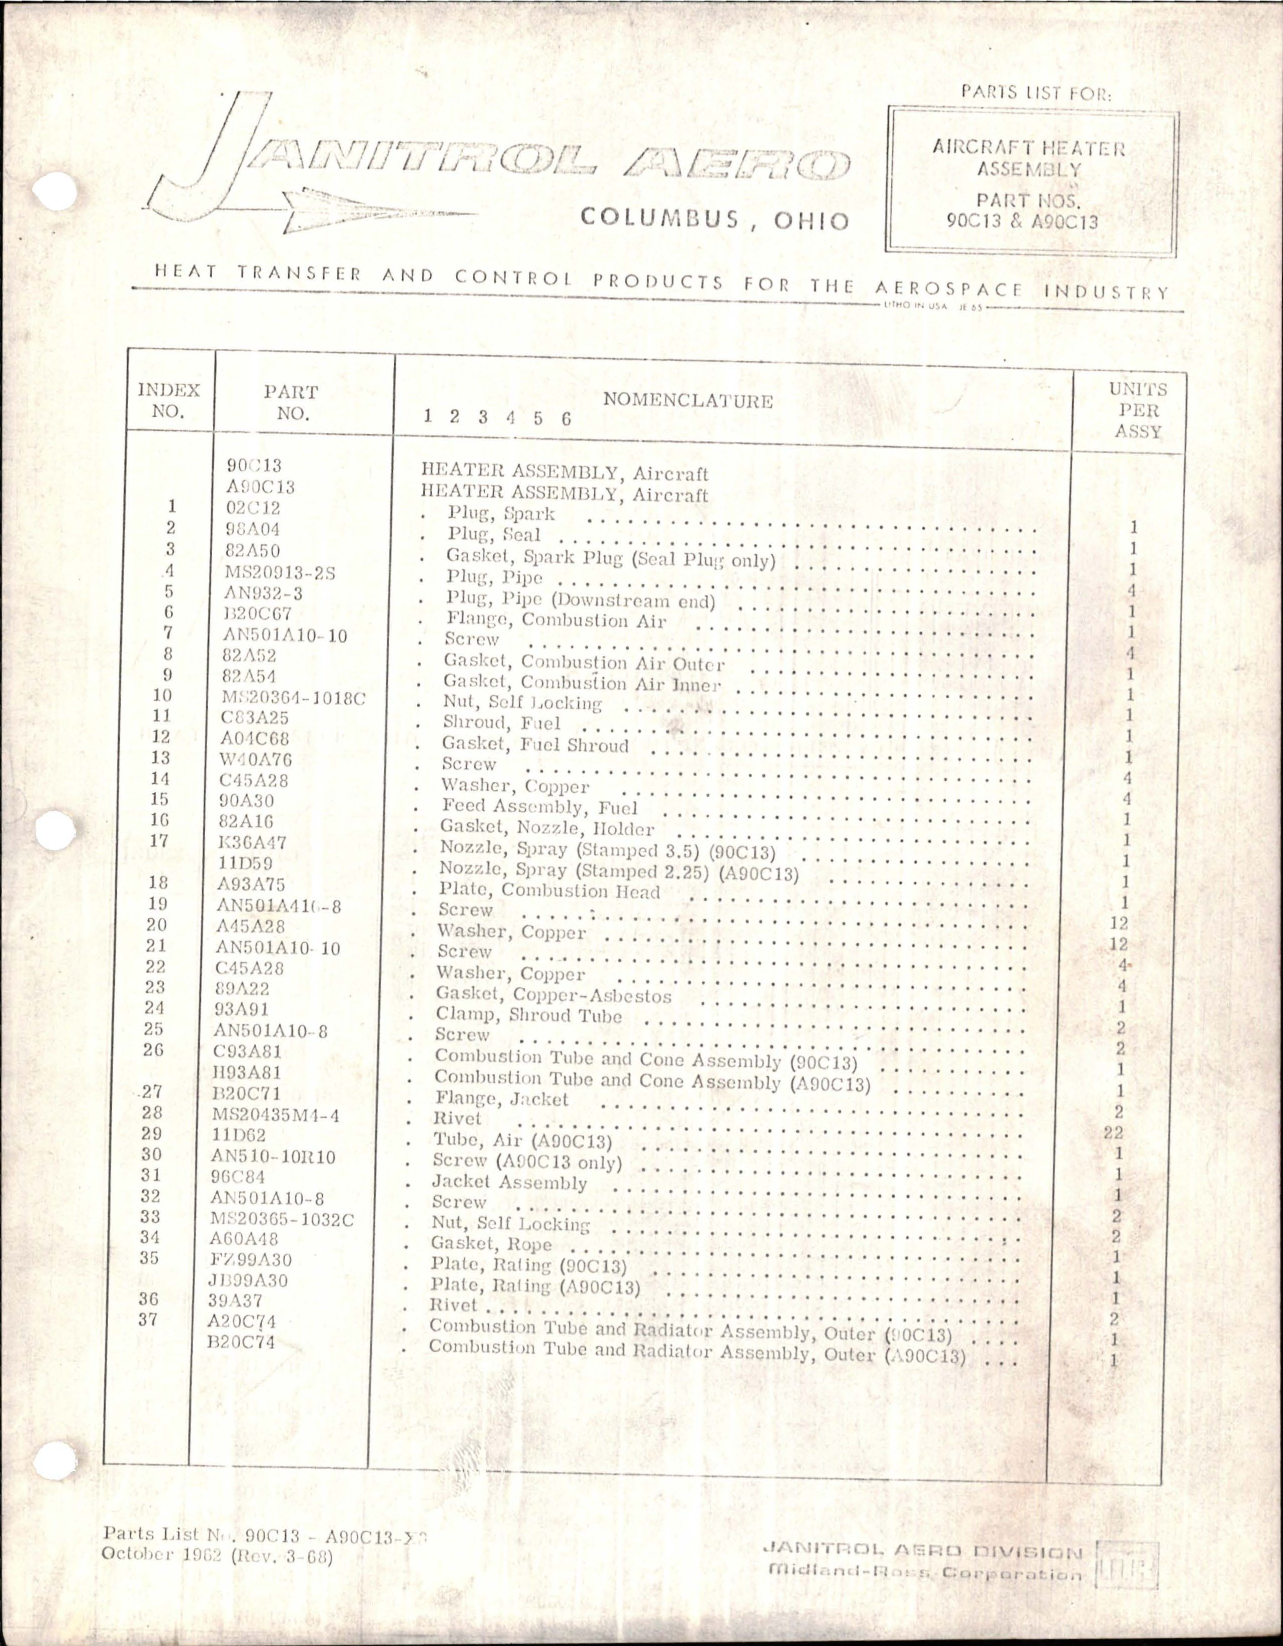 PARTS LIST FOR:
JANITROL AERO
COLUMBUS, OHIO
AIRCRAFT HEATER
ASSEMBLY
PART NOS.
90C13 & A90C13
HEAT TRANSFER AND CONTROL PRODUCTS FOR THE AEROSPACE INDUSTRY
LITHO IN USA JE 65
INDEX NO. PART NO. NOMENCLATURE 1 2 3 4 5 6 UNITS PER ASSY
90C13 HEATER ASSEMBLY, Aircraft
A90C13 HEATER ASSEMBLY, Aircraft
1 02C12 . Plug, Spark 1
2 98A04 . Plug, Seal 1
3 82A50 . Gasket, Spark Plug (Seal Plug only) 1
4 MS20913-2S . Plug, Pipe 4
5 AN932-3 . Plug, Pipe (Downstream end) 1
6 B20C67 . Flange, Combustion Air 1
7 AN501A10-10 . Screw 4
8 82A52 . Gasket, Combustion Air Outer 1
9 82A54 . Gasket, Combustion Air Inner 1
10 MS20364-1018C . Nut, Self Locking 1
11 C83A25 . Shroud, Fuel 1
12 A04C68 . Gasket, Fuel Shroud 1
13 W40A76 . Screw 4
14 C45A28 . Washer, Copper 4
15 90A30 . Feed Assembly, Fuel 1
16 82A16 . Gasket, Nozzle, Holder 1
17 K36A47 . Nozzle, Spray (Stamped 3.5) (90C13) 1
11D59 . Nozzle, Spray (Stamped 2.25) (A90C13) 1
18 A93A75 . Plate, Combustion Head 1
19 AN501A416-8 . Screw 12
20 A45A28 . Washer, Copper 12
21 AN501A10-10 . Screw 4
22 C45A28 . Washer, Copper 4
23 89A22 . Gasket, Copper-Asbestos 1
24 93A91 . Clamp, Shroud Tube 2
25 AN501A10-8 . Screw 2
26 C93A81 . Combustion Tube and Cone Assembly (90C13) 1
H93A81 . Combustion Tube and Cone Assembly (A90C13) 1
27 B20C71 . Flange, Jacket 2
28 MS20435M4-4 . Rivet 22
29 11D62 . Tube, Air (A90C13) 1
30 AN510-10R10 . Screw (A90C13 only) 1
31 96C84 . Jacket Assembly 1
32 AN501A10-8 . Screw 2
33 MS20365-1032C . Nut, Self Locking 2
34 A60A48 . Gasket, Rope 1
35 FZ99A30 . Plate, Rating (90C13) 1
JB99A30 . Plate, Rating (A90C13) 1
36 39A37 . Rivet 2
37 A20C74 . Combustion Tube and Radiator Assembly, Outer (90C13) 1
B20C74 . Combustion Tube and Radiator Assembly, Outer (A90C13) 1
Parts List No. 90C13 - A90C13
October 1962 (Rev. 3-68)
JANITROL AERO DIVISION
Midland-Ross Corporation
MR